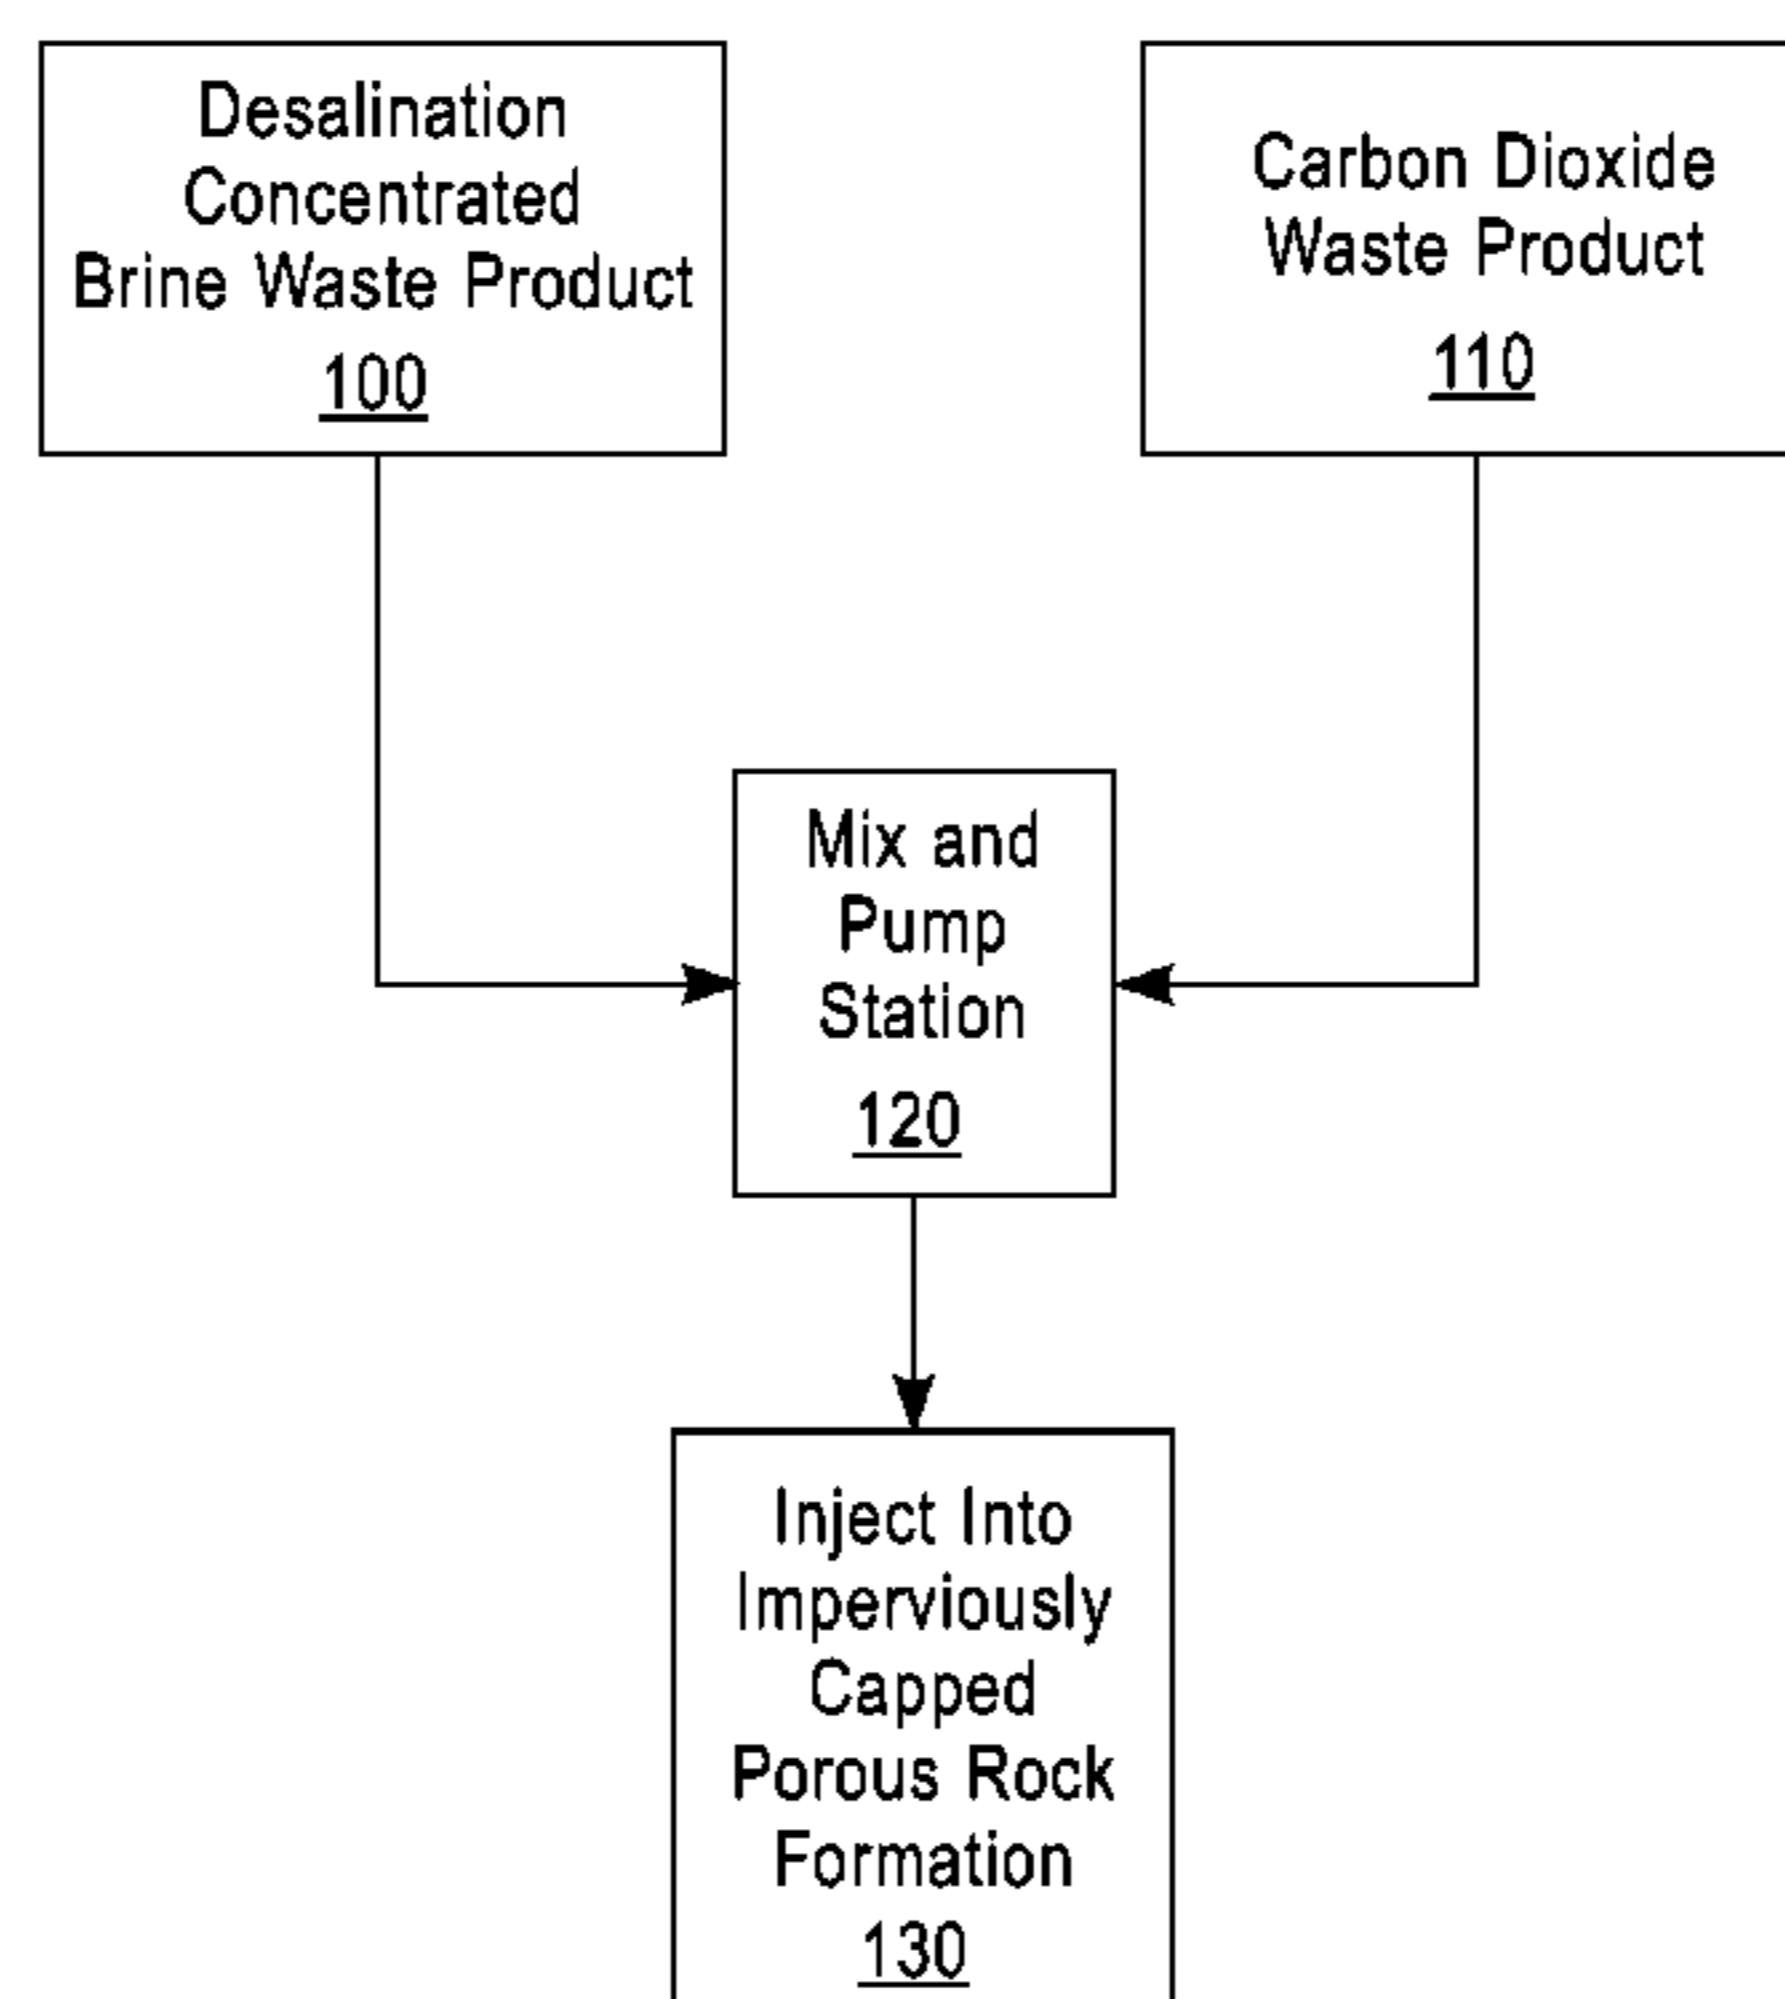 Desalination
Concentrated
Brine Waste Product
100
Carbon Dioxide
Waste Product
110
Mix and
Pump
Station
120
Inject Into
Imperviously
Capped
Porous Rock
Formation
130